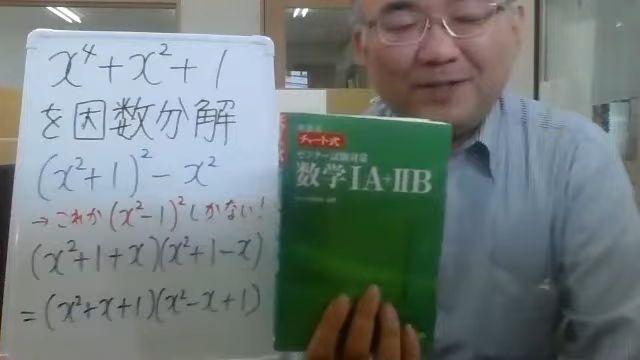 x⁴+x²+1
を因数分解
(x²+1)²-x²
→これか(x²-1)²しかない!
(x²+1+x)(x²+1-x)
=(x²+x+1)(x²-x+1)
チャート式
センター試験対策
数学ⅠA+ⅡB